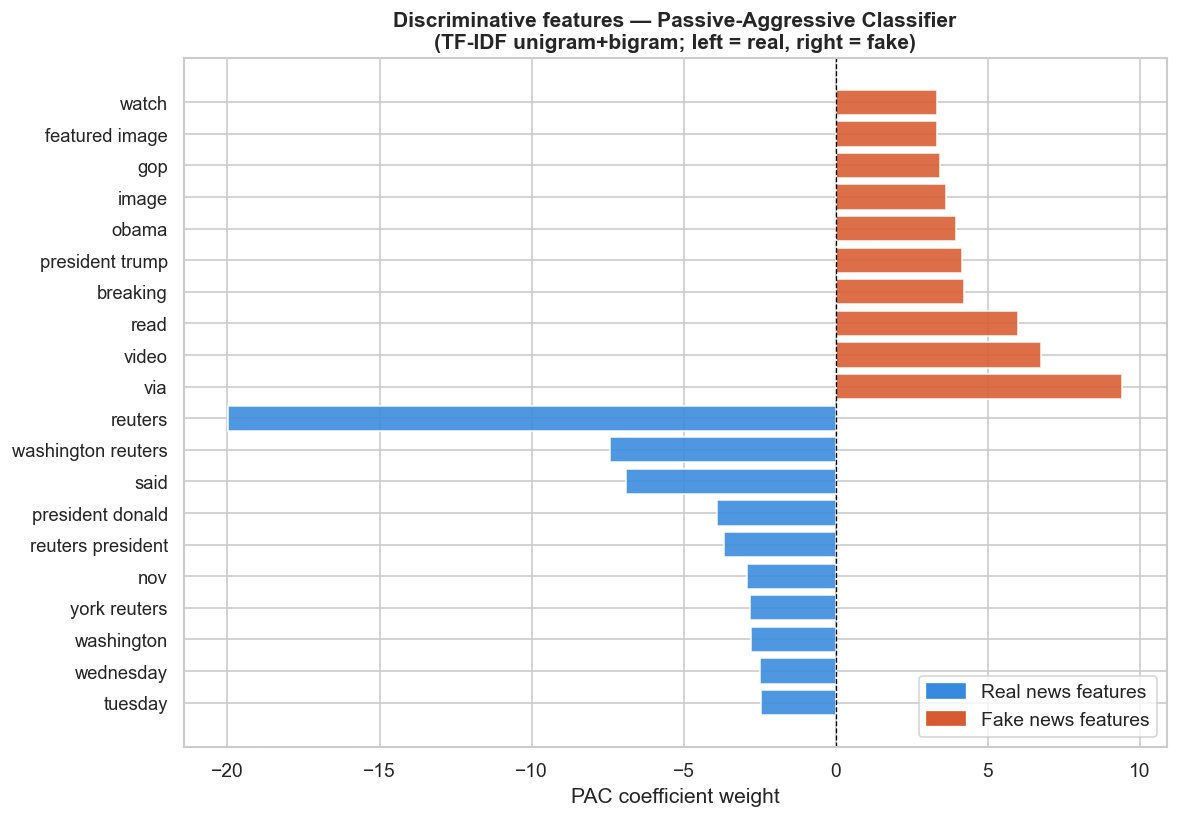 Discriminative features — Passive-Aggressive Classifier
(TF-IDF unigram+bigram; left = real, right = fake)
watch
featured image
gop
image
obama
president trump
breaking
read
video
via
reuters
washington reuters
said
president donald
reuters president
nov
york reuters
washington
wednesday
tuesday
Real news features
Fake news features
−20 −15 −10 −5 0 5 10
PAC coefficient weight